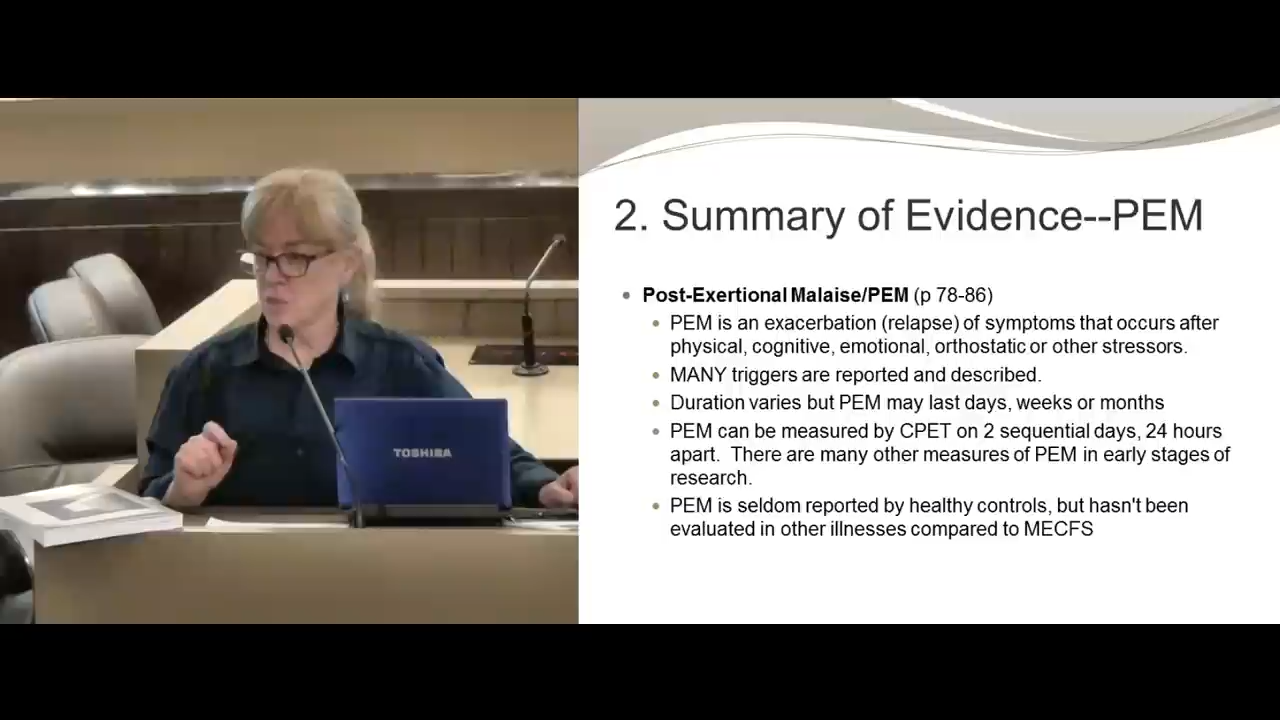 TOSHIBA
2. Summary of Evidence--PEM
Post-Exertional Malaise/PEM (p 78-86)
PEM is an exacerbation (relapse) of symptoms that occurs after
physical, cognitive, emotional, orthostatic or other stressors.
MANY triggers are reported and described.
Duration varies but PEM may last days, weeks or months
PEM can be measured by CPET on 2 sequential days, 24 hours
apart. There are many other measures of PEM in early stages of
research.
PEM is seldom reported by healthy controls, but hasn't been
evaluated in other illnesses compared to MECFS